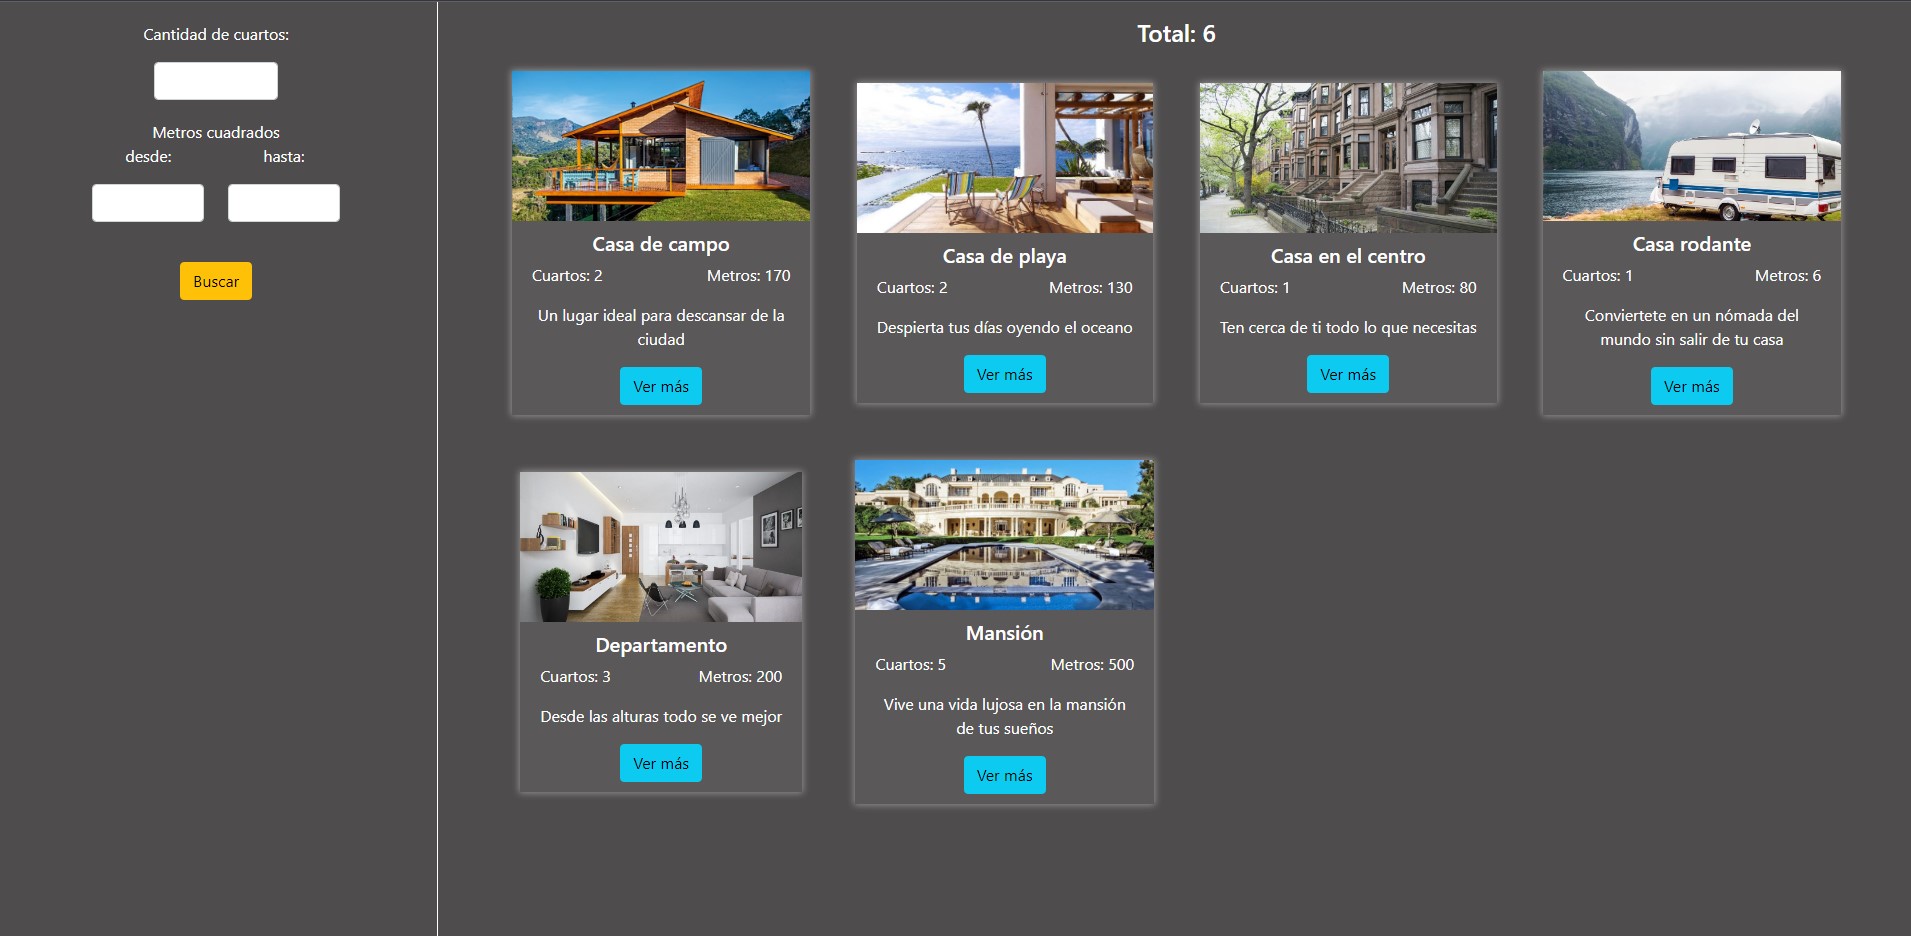 Cantidad de cuartos:
Metros cuadrados
desde:
hasta:
Buscar
Total: 6
Casa de campo
Cuartos: 2
Metros: 170
Un lugar ideal para descansar de la
ciudad
Ver más
Casa de playa
Cuartos: 2
Metros: 130
Despierta tus días oyendo el oceano
Ver más
Casa en el centro
Cuartos: 1
Metros: 80
Ten cerca de ti todo lo que necesitas
Ver más
Casa rodante
Cuartos: 1
Metros: 6
Conviertete en un nómada del
mundo sin salir de tu casa
Ver más
Departamento
Cuartos: 3
Metros: 200
Desde las alturas todo se ve mejor
Ver más
Mansión
Cuartos: 5
Metros: 500
Vive una vida lujosa en la mansión
de tus sueños
Ver más